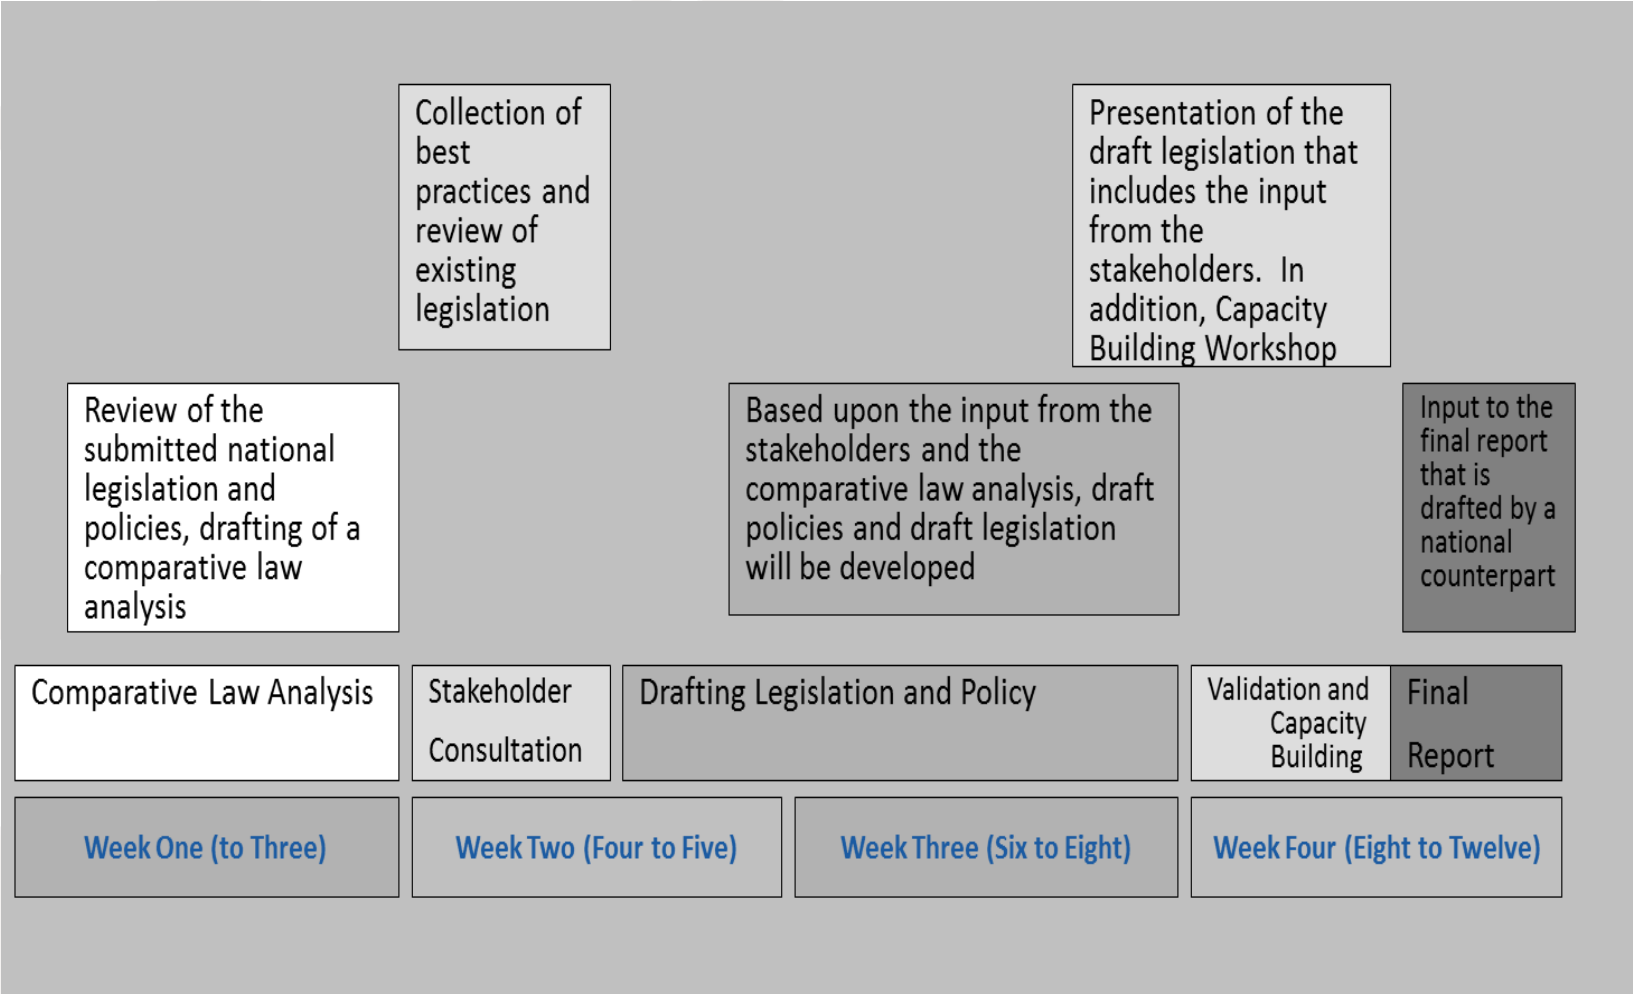 Collection of
best
practices and
review of
existing
legislation
Presentation of the
draft legislation that
includes the input
from the
stakeholders.  In
addition, Capacity
Building Workshop
Review of the
submitted national
legislation and
policies, drafting of a
comparative law
analysis
Based upon the input from the
stakeholders and the
comparative law analysis, draft
policies and draft legislation
will be developed
Input to the
final report
that is
drafted by a
national
counterpart
Comparative Law Analysis
Stakeholder
Consultation
Drafting Legislation and Policy
Validation and
Capacity
Building
Final
Report
Week One (to Three)
Week Two (Four to Five)
Week Three (Six to Eight)
Week Four (Eight to Twelve)